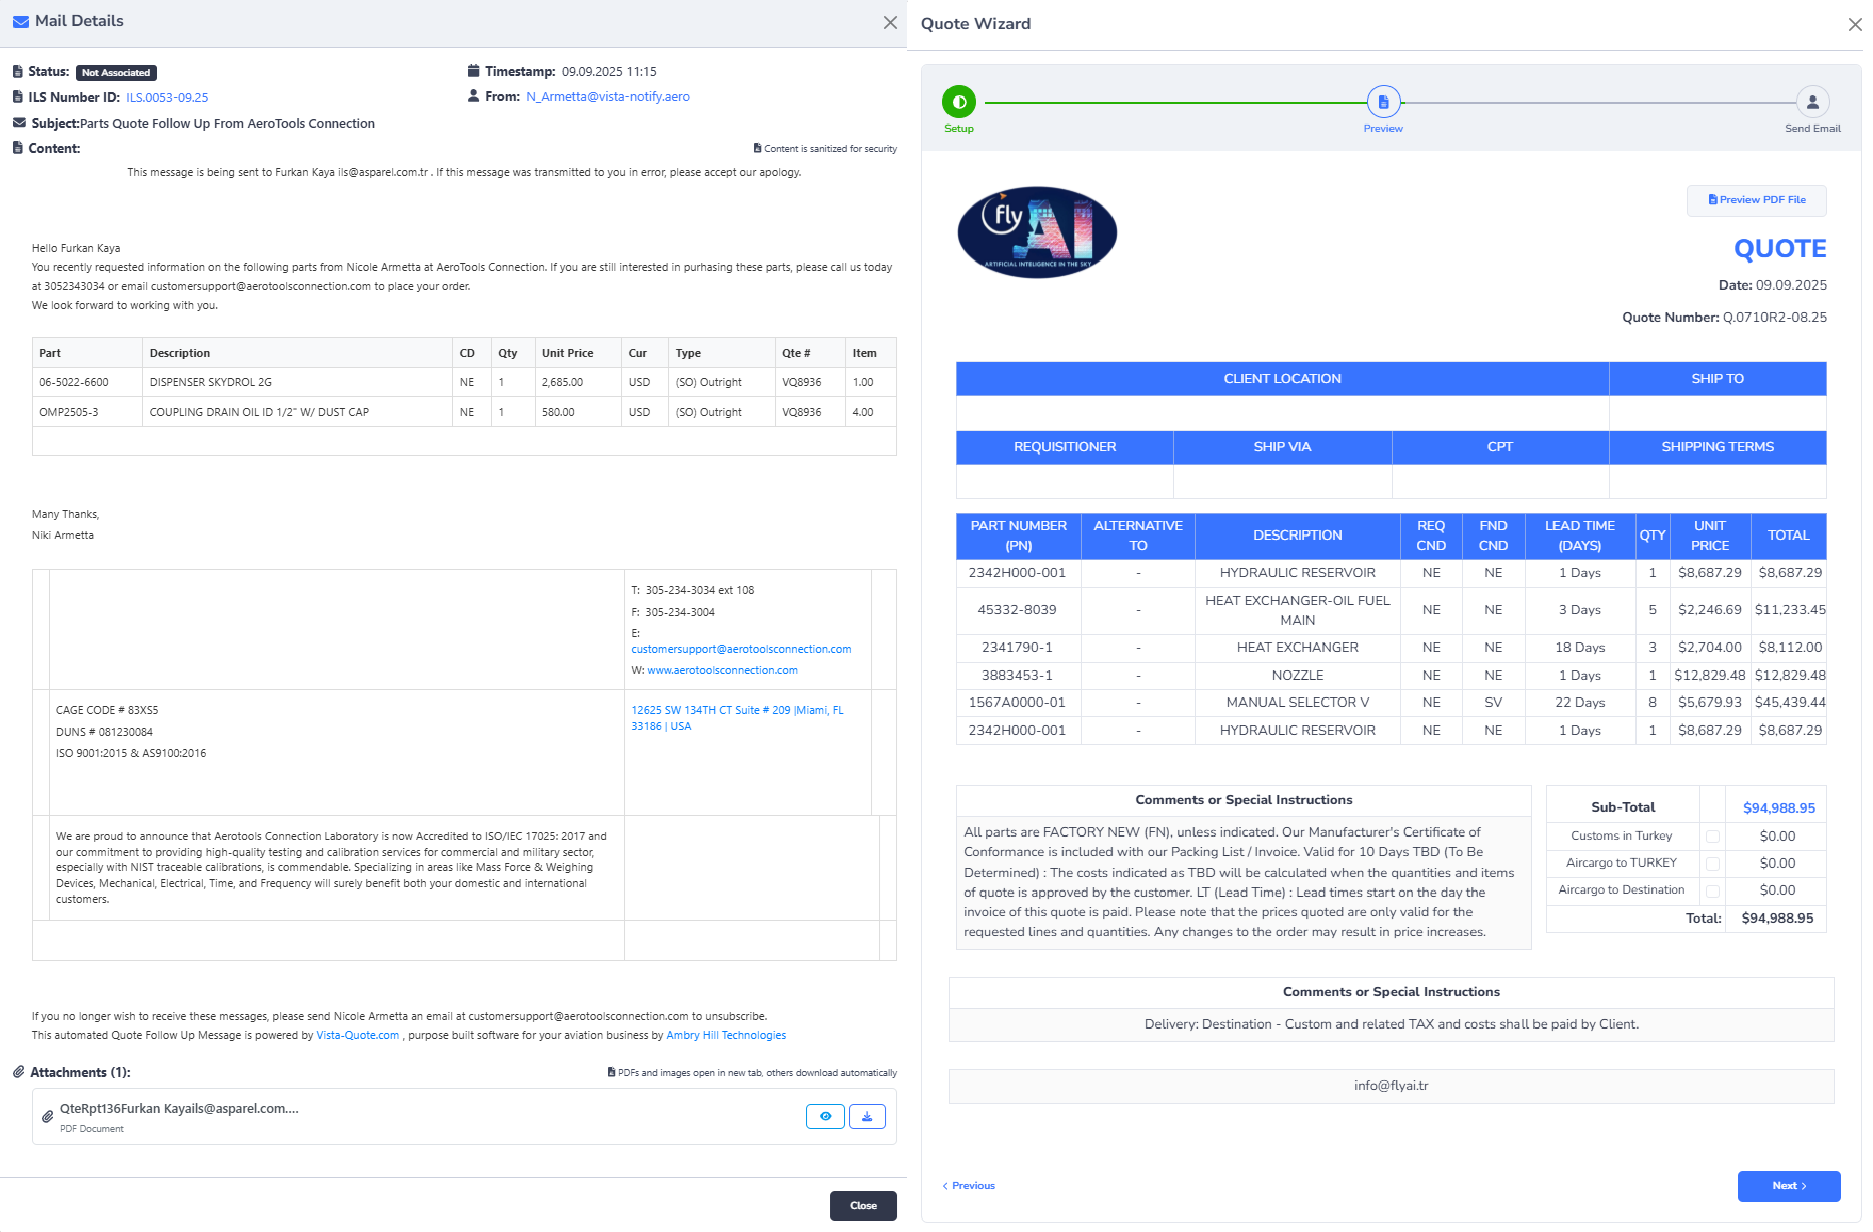 Mail Details
Status: Not Associated
Timestamp: 09.09.2025 11:15
ILS Number ID: ILS.0053-09.25
From: N_Armetta@vista-notify.aero
Subject:Parts Quote Follow Up From AeroTools Connection
Content:
Content is sanitized for security
This message is being sent to Furkan Kaya ils@asparel.com.tr . If this message was transmitted to you in error, please accept our apology.
Hello Furkan Kaya
You recently requested information on the following parts from Nicole Armetta at AeroTools Connection. If you are still interested in purhasing these parts, please call us today
at 3052343034 or email customersupport@aerotoolsconnection.com to place your order.
We look forward to working with you.
Part Description CD Qty Unit Price Cur Type Qte # Item
06-5022-6600 DISPENSER SKYDROL 2G NE 1 2,685.00 USD (SO) Outright VQ8936 1.00
OMP2505-3 COUPLING DRAIN OIL ID 1/2" W/ DUST CAP NE 1 580.00 USD (SO) Outright VQ8936 4.00
Many Thanks,
Niki Armetta
T: 305-234-3034 ext 108
F: 305-234-3004
E:
customersupport@aerotoolsconnection.com
W: www.aerotoolsconnection.com
CAGE CODE # 83XS5
DUNS # 081230084
ISO 9001:2015 & AS9100:2016
12625 SW 134TH CT Suite # 209 |Miami, FL
33186 | USA
We are proud to announce that Aerotools Connection Laboratory is now Accredited to ISO/IEC 17025: 2017 and
our commitment to providing high-quality testing and calibration services for commercial and military sector,
especially with NIST traceable calibrations, is commendable. Specializing in areas like Mass Force & Weighing
Devices, Mechanical, Electrical, Time, and Frequency will surely benefit both your domestic and international
customers.
If you no longer wish to receive these messages, please send Nicole Armetta an email at customersupport@aerotoolsconnection.com to unsubscribe.
This automated Quote Follow Up Message is powered by Vista-Quote.com , purpose built software for your aviation business by Ambry Hill Technologies
Attachments (1):
PDFs and images open in new tab, others download automatically
QteRpt136Furkan Kayails@asparel.com....
PDF Document
Close
Quote Wizard
Setup
Preview
Send Email
fly AI
ARTIFICIAL INTELIGENCE IN THE SKY
Preview PDF File
QUOTE
Date: 09.09.2025
Quote Number: Q.0710R2-08.25
CLIENT LOCATION SHIP TO
REQUISITIONER SHIP VIA CPT SHIPPING TERMS
PART NUMBER (PN) ALTERNATIVE TO DESCRIPTION REQ CND FND CND LEAD TIME (DAYS) QTY UNIT PRICE TOTAL
2342H000-001 - HYDRAULIC RESERVOIR NE NE 1 Days 1 $8,687.29 $8,687.29
45332-8039 - HEAT EXCHANGER-OIL FUEL MAIN NE NE 3 Days 5 $2,246.69 $11,233.45
2341790-1 - HEAT EXCHANGER NE NE 18 Days 3 $2,704.00 $8,112.00
3883453-1 - NOZZLE NE NE 1 Days 1 $12,829.48 $12,829.48
1567A0000-01 - MANUAL SELECTOR V NE SV 22 Days 8 $5,679.93 $45,439.44
2342H000-001 - HYDRAULIC RESERVOIR NE NE 1 Days 1 $8,687.29 $8,687.29
Comments or Special Instructions
All parts are FACTORY NEW (FN), unless indicated. Our Manufacturer's Certificate of
Conformance is included with our Packing List / Invoice. Valid for 10 Days TBD (To Be
Determined) : The costs indicated as TBD will be calculated when the quantities and items
of quote is approved by the customer. LT (Lead Time) : Lead times start on the day the
invoice of this quote is paid. Please note that the prices quoted are only valid for the
requested lines and quantities. Any changes to the order may result in price increases.
Sub-Total $94,988.95
Customs in Turkey $0.00
Aircargo to TURKEY $0.00
Aircargo to Destination $0.00
Total: $94,988.95
Comments or Special Instructions
Delivery: Destination - Custom and related TAX and costs shall be paid by Client.
info@flyai.tr
Previous
Next